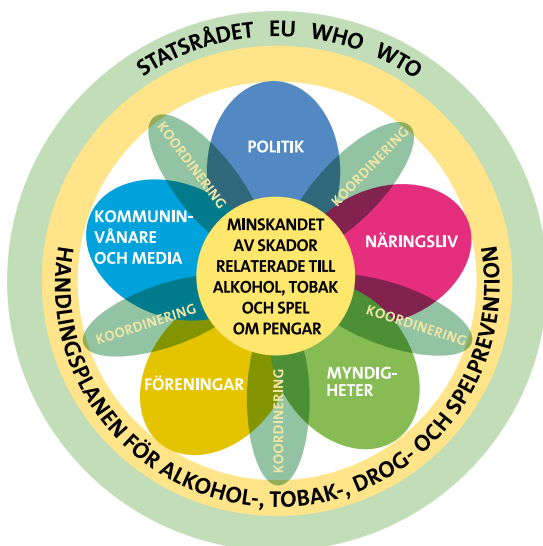 STATSRÅDET EU WHO WTO
KOORDINERING
POLITIK
KOORDINERING
KOMMUNIN-
VÅNARE
OCH MEDIA
MINSKANDET
AV SKADOR
RELATERADE TILL
ALKOHOL, TOBAK
OCH SPEL
OM PENGAR
NÄRINGSLIV
KOORDINERING
KOORDINERING
FÖRENINGAR
KOORDINERING
MYNDIG-
HETER
HANDLINGSPLANEN FÖR ALKOHOL-, TOBAK-, DROG- OCH SPELPREVENTION